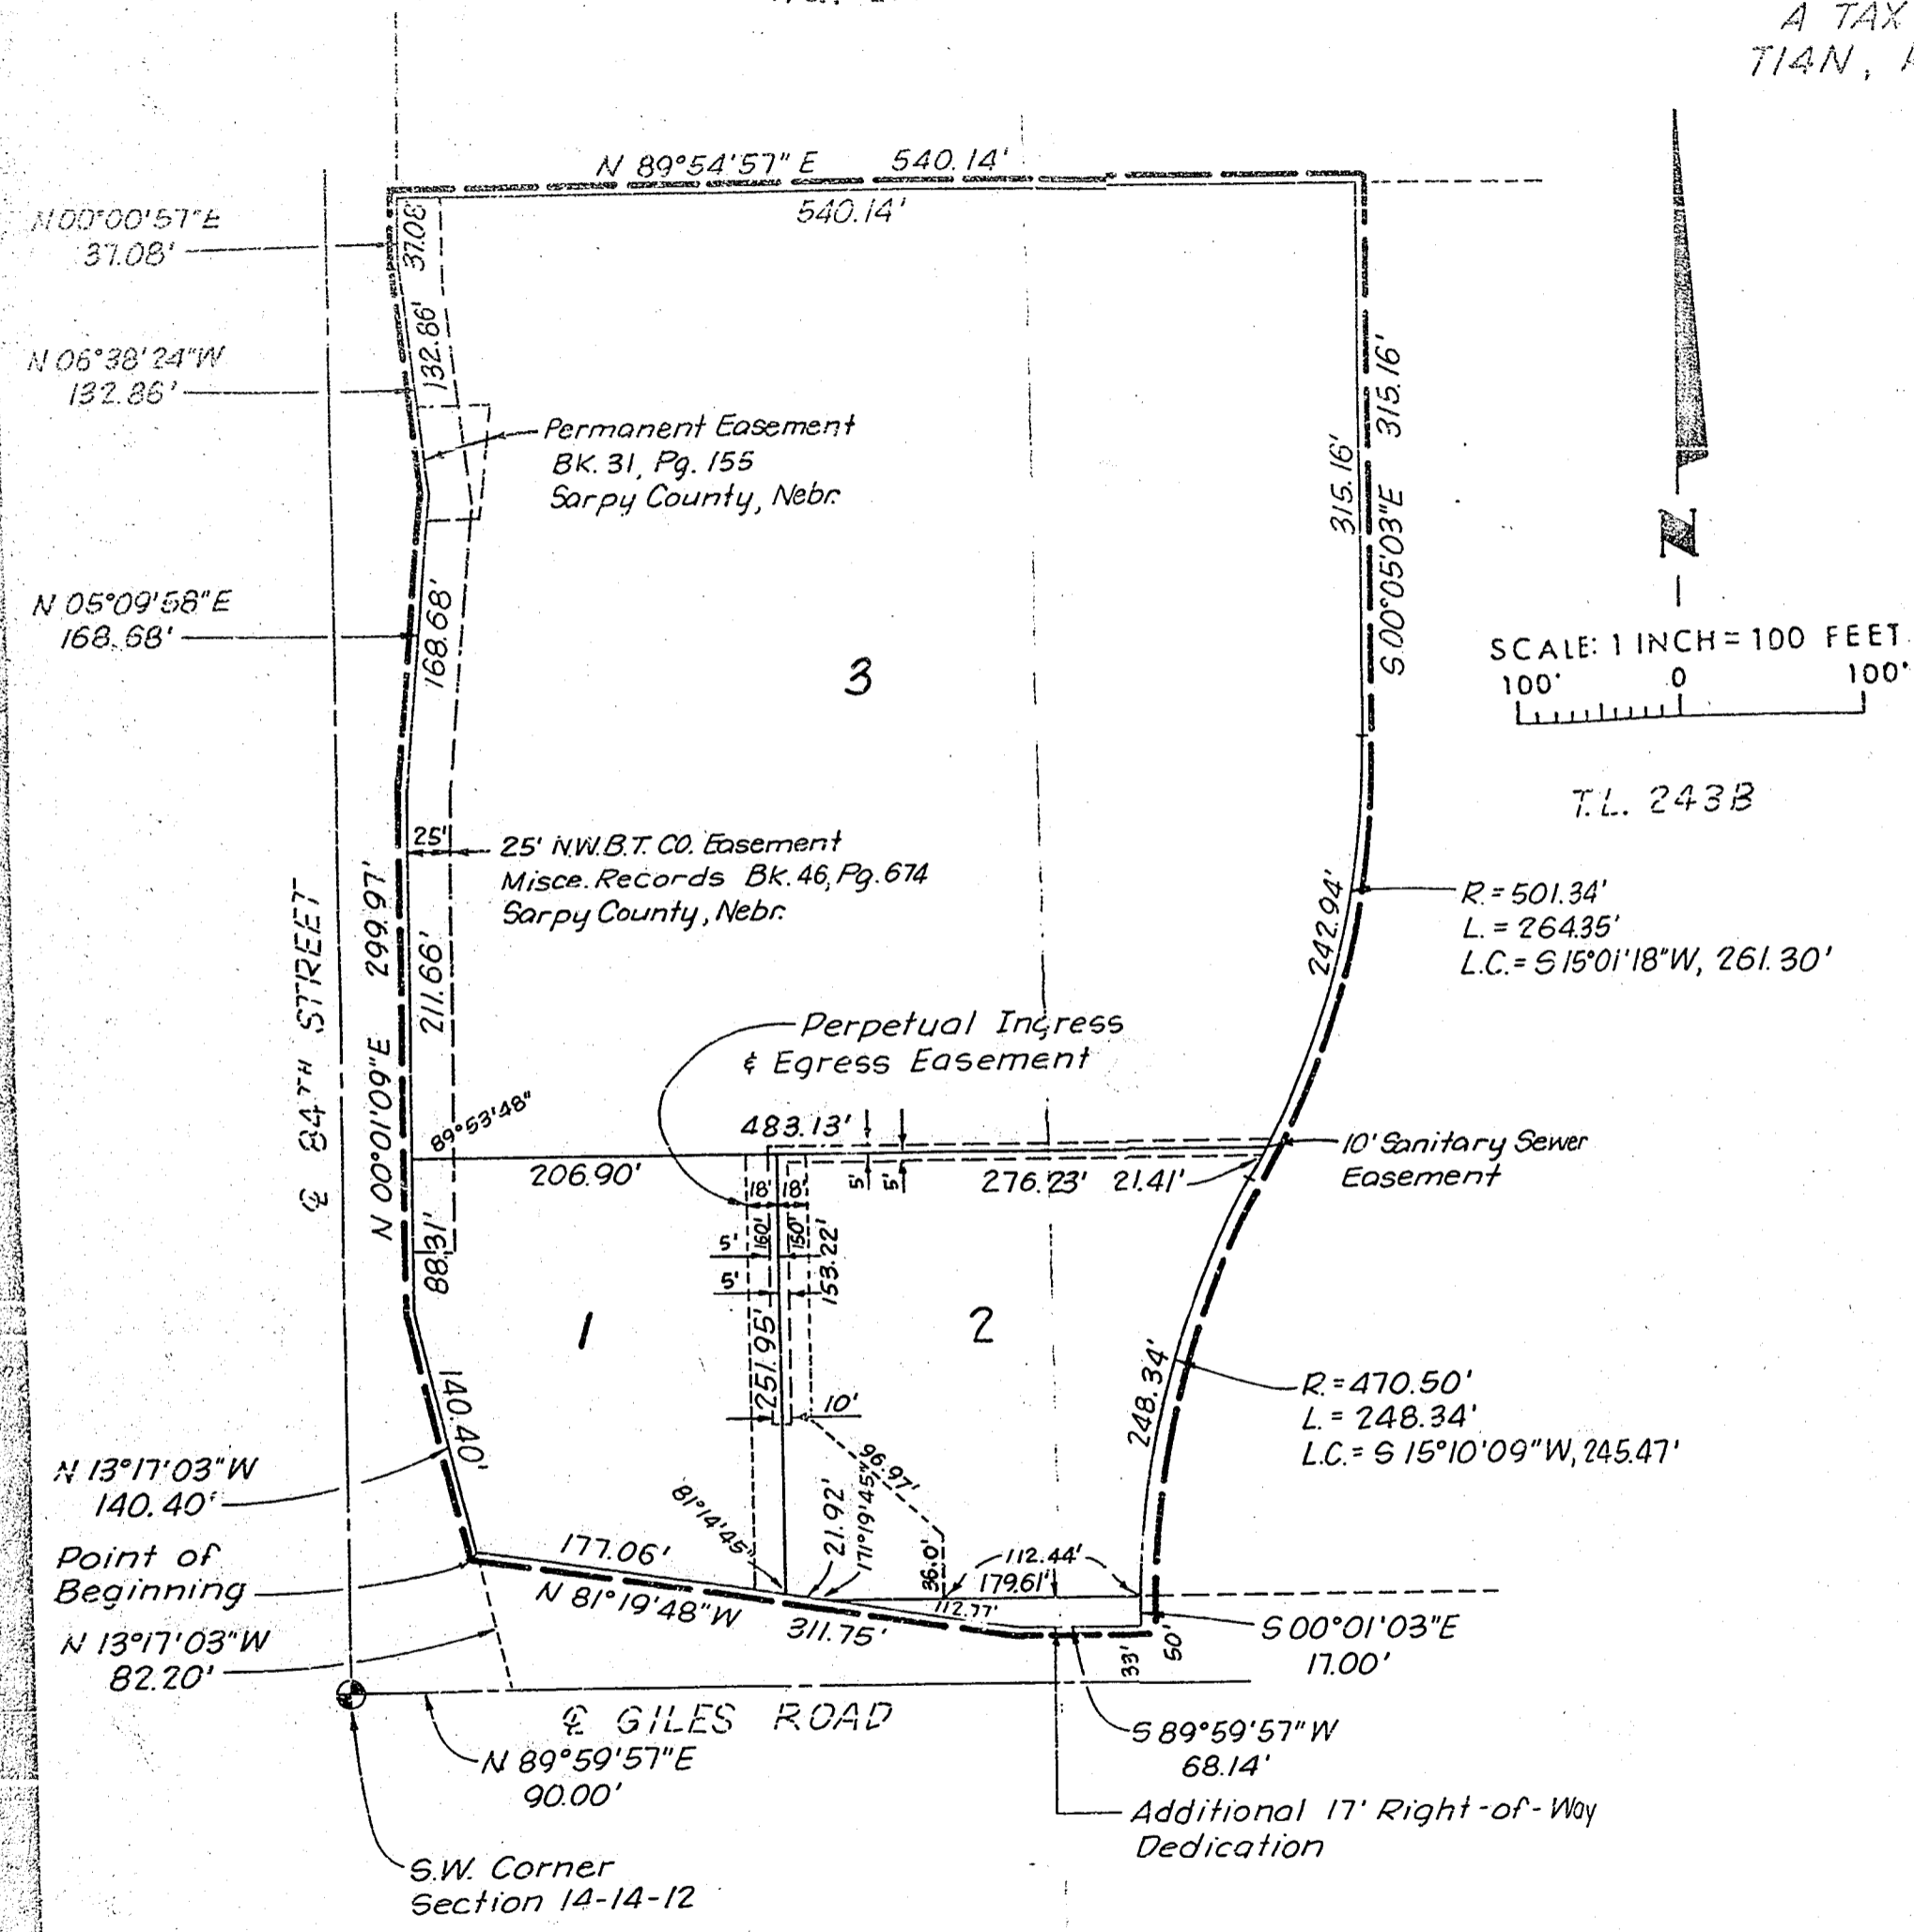 A TAX
TIAN,
N 89°54'57" E 540.14'
540.14'
N 00°00'57"E
37.08'
37.08'
N 06°38'24"W
132.86'
132.86'
Permanent Easement
BK. 31, Pg. 155
Sarpy County, Nebr.
315.16'
S 00°05'03"E 315.16'
N
SCALE: 1 INCH = 100 FEET
100' 0 100'
N 05°09'58"E
168.68'
168.68'
3
T.L. 243B
25'
25' N.W.B.T. CO. Easement
Misce. Records BK. 46, Pg. 674
Sarpy County, Nebr.
℄ 84TH STREET
N 00°01'09"E 299.97'
211.66'
242.94'
R. = 501.34'
L. = 264.35'
L.C. = S 15°01'18"W, 261.30'
Perpetual Ingress
& Egress Easement
89°53'48"
483.13'
206.90'
276.23' 21.41'
10' Sanitary Sewer
Easement
18' 18'
5' 5'
160' 150'
153.22'
5'
5'
88.31'
1
2
251.95'
10'
140.40'
248.34'
R. = 470.50'
L. = 248.34'
L.C. = S 15°10'09"W, 245.47'
N 13°17'03"W
140.40'
96.97'
81°14'45"
21.92'
171°19'45"
36.0'
112.44'
179.61'
112.77'
177.06'
N 81°19'48"W
311.75'
Point of
Beginning
N 13°17'03"W
82.20'
33'
50'
S 00°01'03"E
17.00'
℄ GILES ROAD
N 89°59'57"E
90.00'
S 89°59'57"W
68.14'
Additional 17' Right-of-Way
Dedication
S.W. Corner
Section 14-14-12